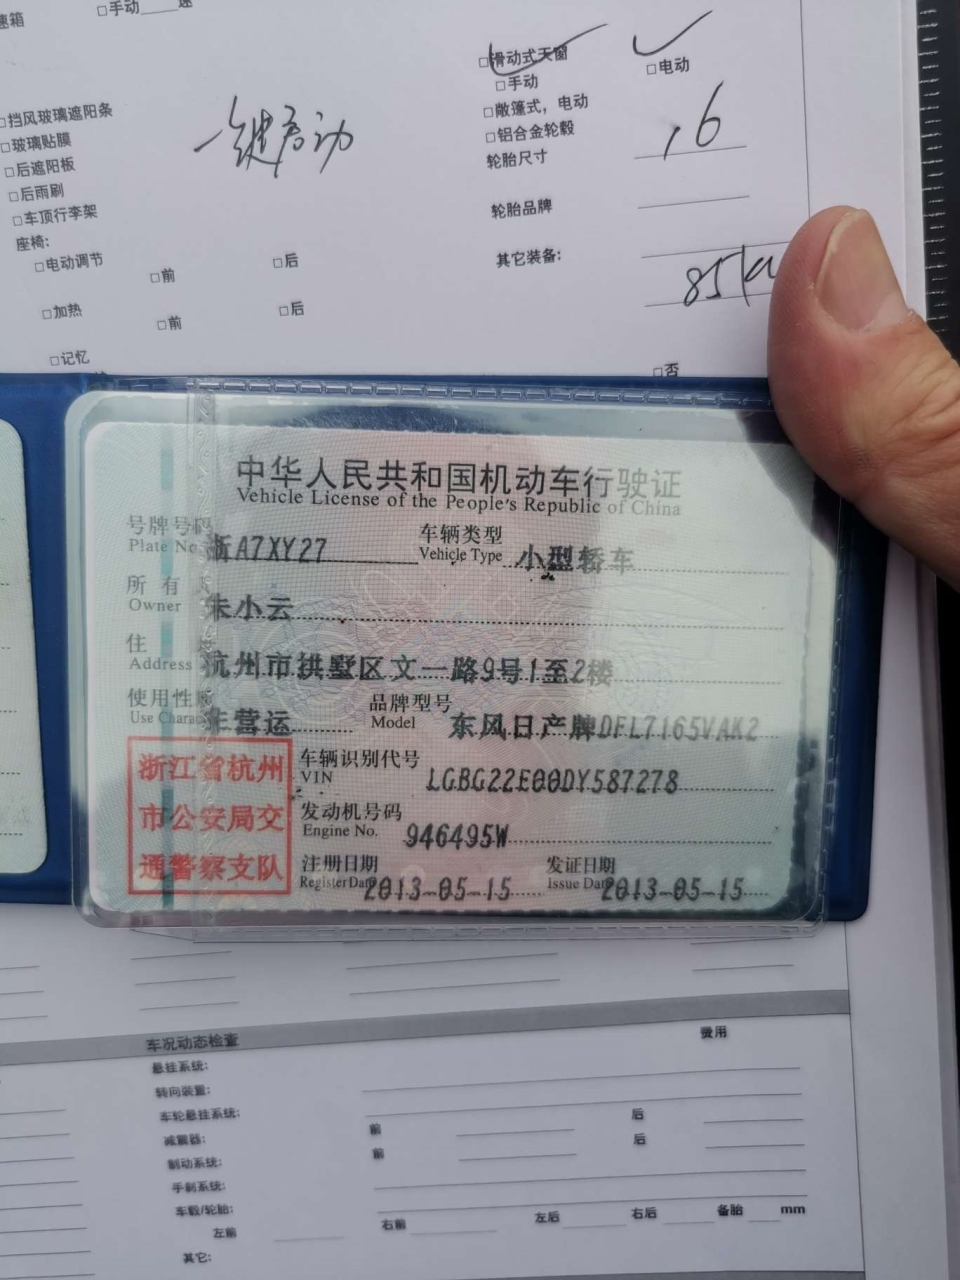 速箱
□手动____速
□滑动式天窗
□电动
□手动
□敞篷式，电动
□铝合金轮毂
轮胎尺寸
16
轮胎品牌
其它装备:
□挡风玻璃遮阳条
□玻璃贴膜
□后遮阳板
□后雨刷
□车顶行李架
一键启动
座椅:
□电动调节
□前
□后
□加热
□前
□后
□记忆
□否
中华人民共和国机动车行驶证
Vehicle License of the People's Republic of China
号牌号码 浙A7XY27 车辆类型 小型轿车
Plate No. Vehicle Type
所有 朱小云
Owner
住 杭州市拱墅区文一路9号1至2楼
Address
使用性质 非营运 品牌型号 东风日产牌DFL7165VAK2
Use Charac Model
浙江省杭州
市公安局交
通警察支队
车辆识别代号 LGBG22E00DY587278
VIN
发动机号码 946495W
Engine No.
注册日期 2013-05-15 发证日期 2013-05-15
Register Date Issue Date
车况动态检查 费用
悬挂系统:
转向装置:
车轮悬挂系统: 前 后
减震器: 前 后
制动系统:
手制系统:
车毂/轮胎:
左前 右前 左后 右后 备胎 mm
其它: